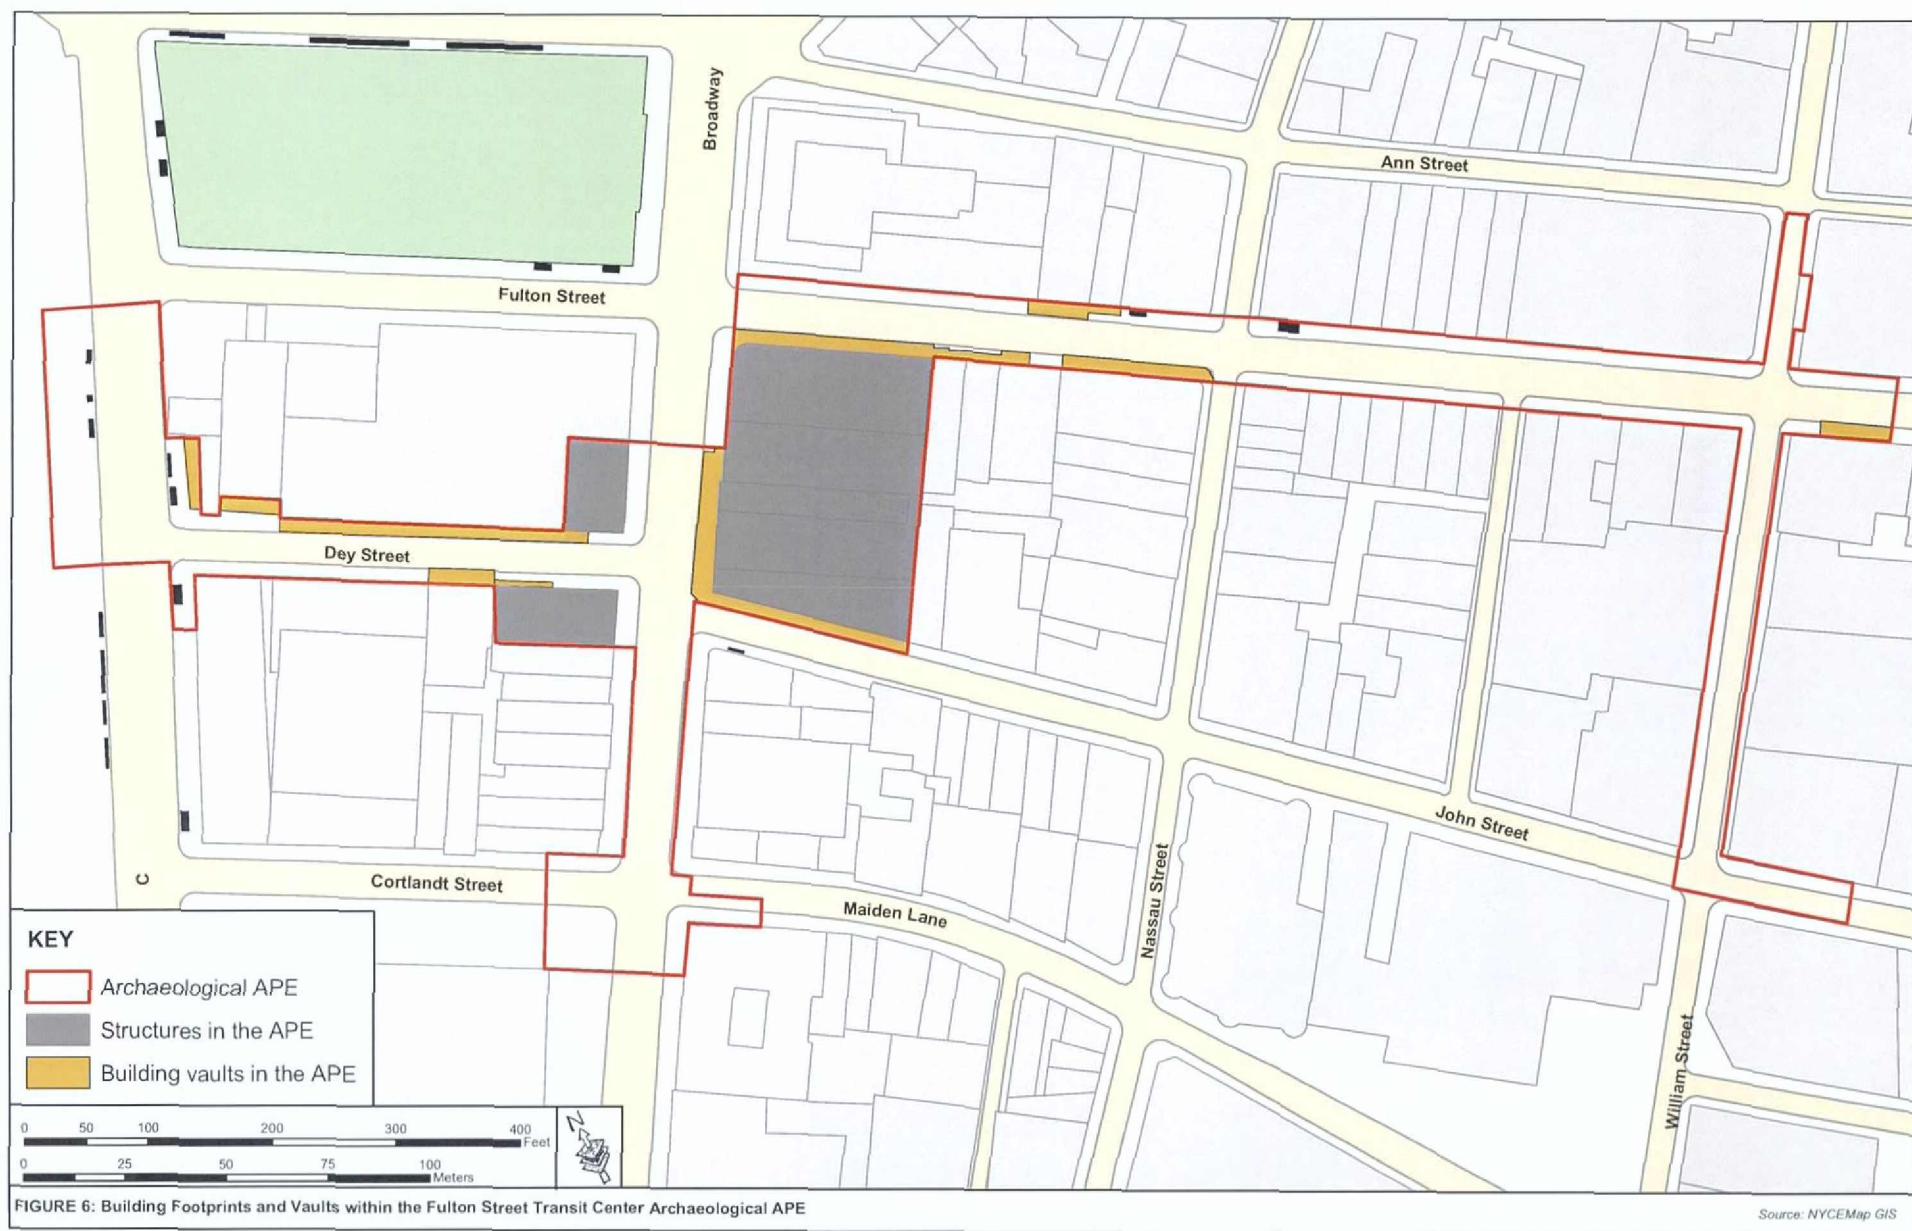 Broadway
Ann Street
Fulton Street
Dey Street
John Street
Cortlandt Street
Maiden Lane
Nassau Street
William Street
C
KEY
Archaeological APE
Structures in the APE
Building vaults in the APE
0 50 100 200 300 400
Feet
0 25 50 75 100
Meters
N
FIGURE 6: Building Footprints and Vaults within the Fulton Street Transit Center Archaeological APE
Source: NYCEMap GIS